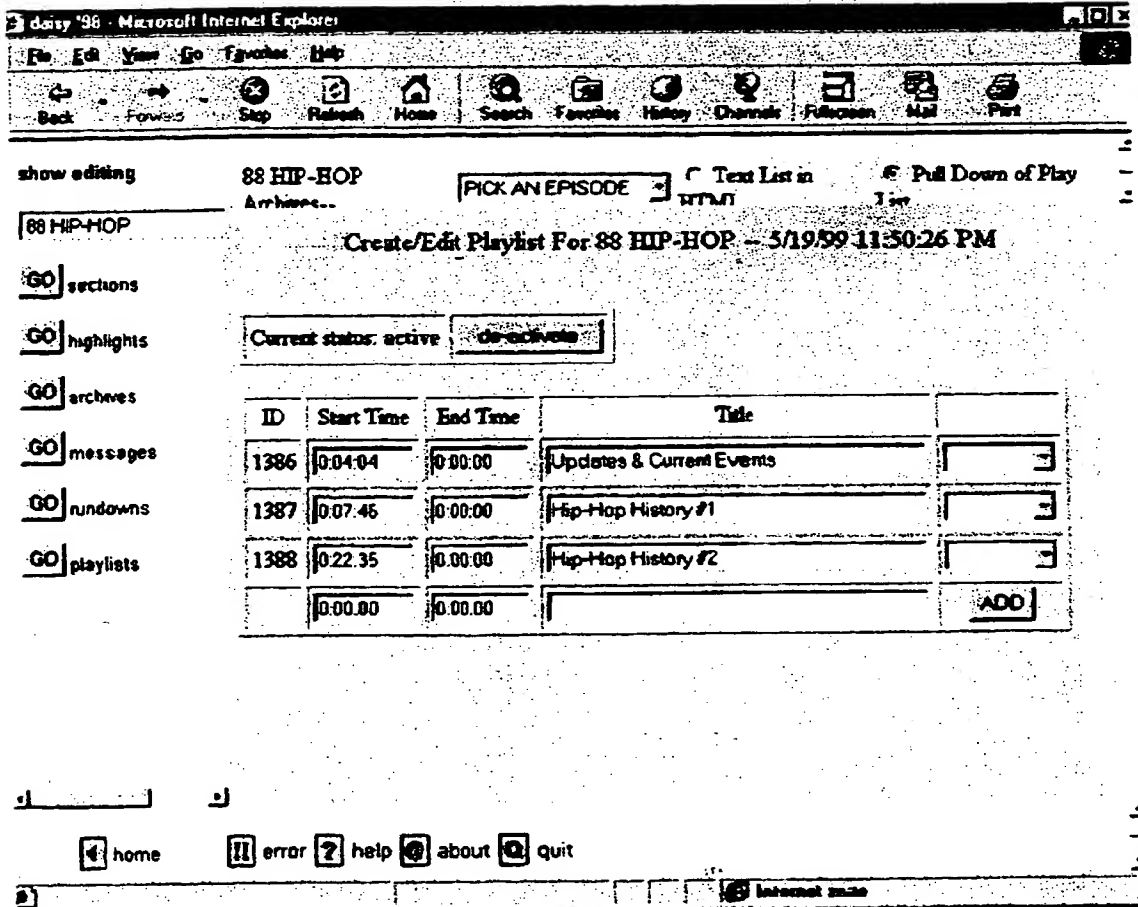 daisy '98 - Microsoft Internet Explorer
File Edit View Go Favorites Help
Back Forward Stop Refresh Home Search Favorites History Channels Fullscreen Mail Print
show editing
88 HIP-HOP
GO sections
GO highlights
GO archives
GO messages
GO rundowns
GO playlists
88 HIP-HOP
Archives--
PICK AN EPISODE
Text List in
HTML
Pull Down of Play
List
Create/Edit Playlist For 88 HIP-HOP -- 5/19/99 11:50:26 PM
Current status: active de-activate
ID Start Time End Time Title
1386 0:04:04 0:00:00 Updates & Current Events
1387 0:07:46 0:00:00 Hip-Hop History #1
1388 0:22:35 0:00:00 Hip-Hop History #2
0:00:00 0:00:00 ADD
home !! error ? help @ about Q quit
Internet zone